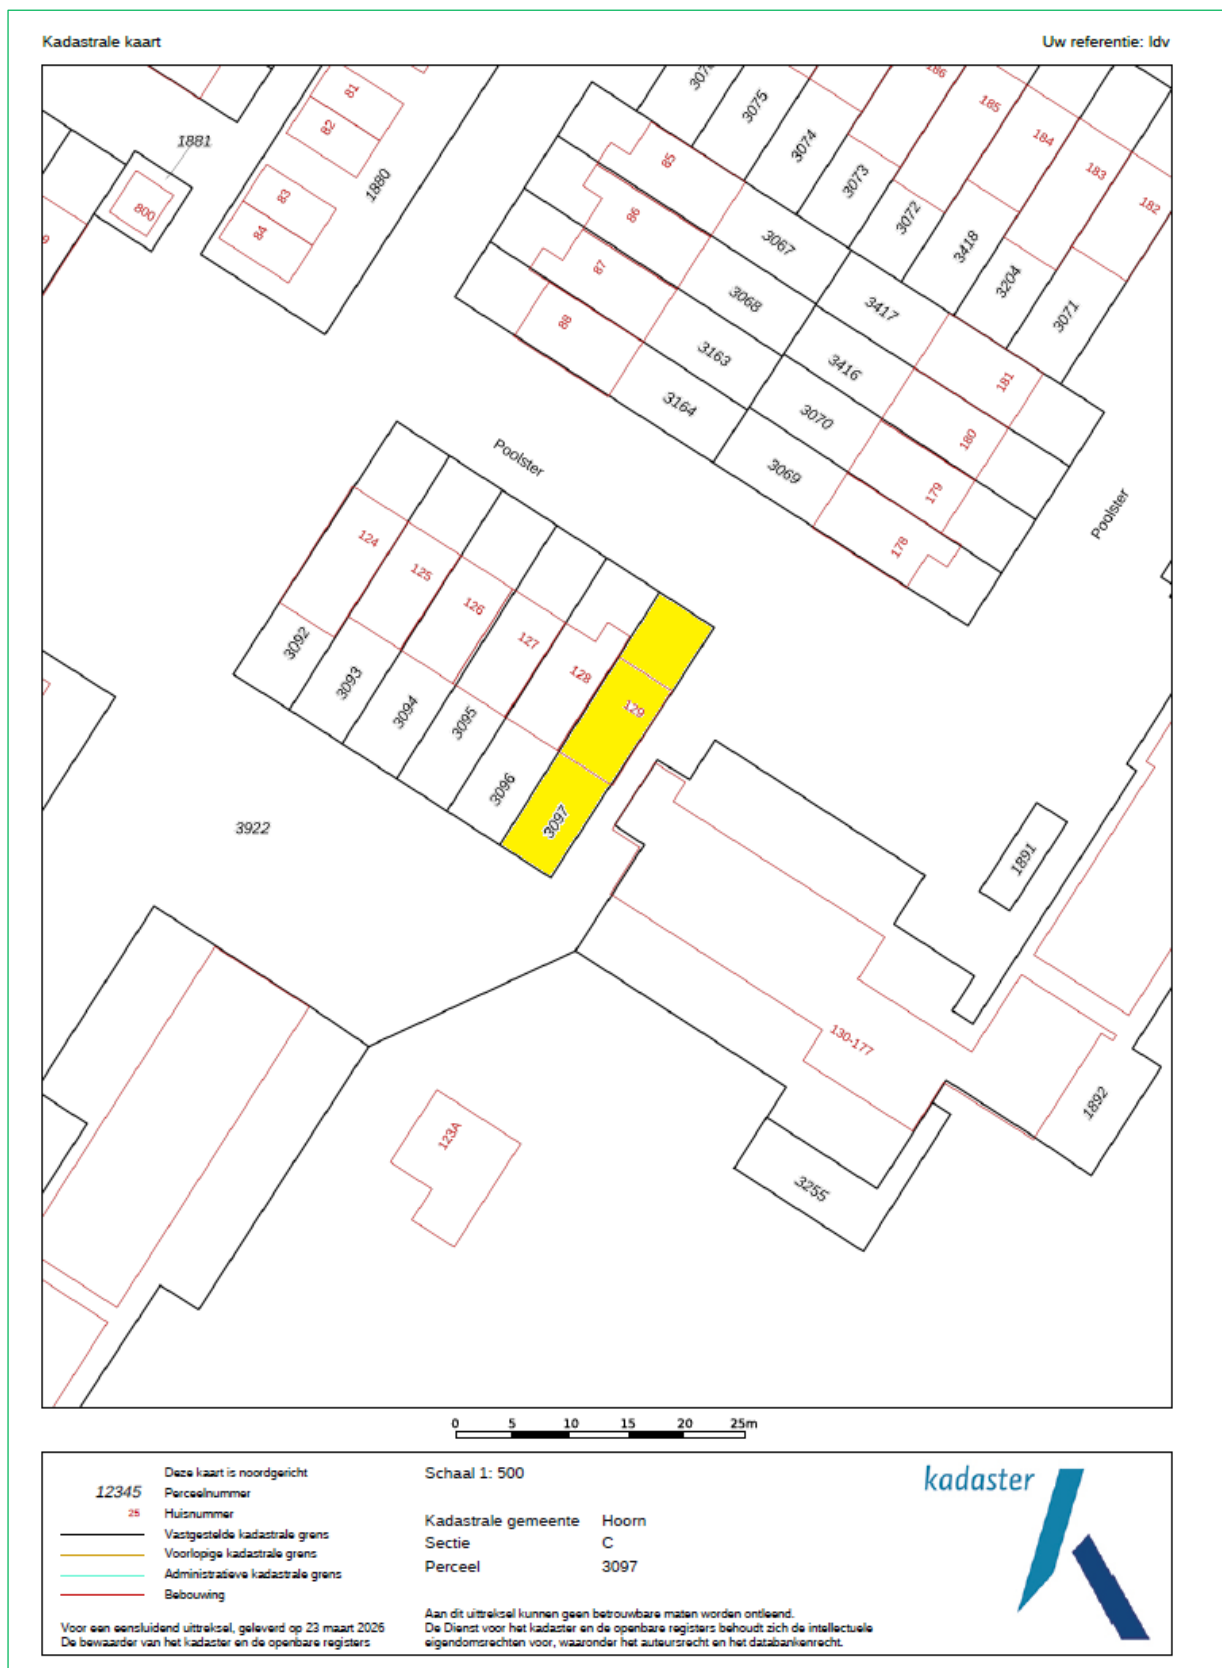 Kadastrale kaart
Uw referentie: ldv
1881
81
82
83
84
800
9
1880
3075
3074
3073
3072
3418
3204
3071
186
185
184
183
182
85
86
87
88
3067
3068
3163
3164
3417
3416
3070
3069
181
180
179
178
Poolster
Poolster
124
125
126
127
128
129
3092
3093
3094
3095
3096
3097
3922
1891
130-177
1892
3255
123A
0 5 10 15 20 25m
Deze kaart is noordgericht
12345 Perceelnummer
25 Huisnummer
Vastgestelde kadastrale grens
Voorlopige kadastrale grens
Administratieve kadastrale grens
Bebouwing
Voor een eensluidend uittreksel, geleverd op 23 maart 2026
De bewaarder van het kadaster en de openbare registers
Schaal 1: 500
Kadastrale gemeente Hoorn
Sectie C
Perceel 3097
Aan dit uittreksel kunnen geen betrouwbare maten worden ontleend.
De Dienst voor het kadaster en de openbare registers behoudt zich de intellectuele
eigendomsrechten voor, waaronder het auteursrecht en het databankenrecht.
kadaster